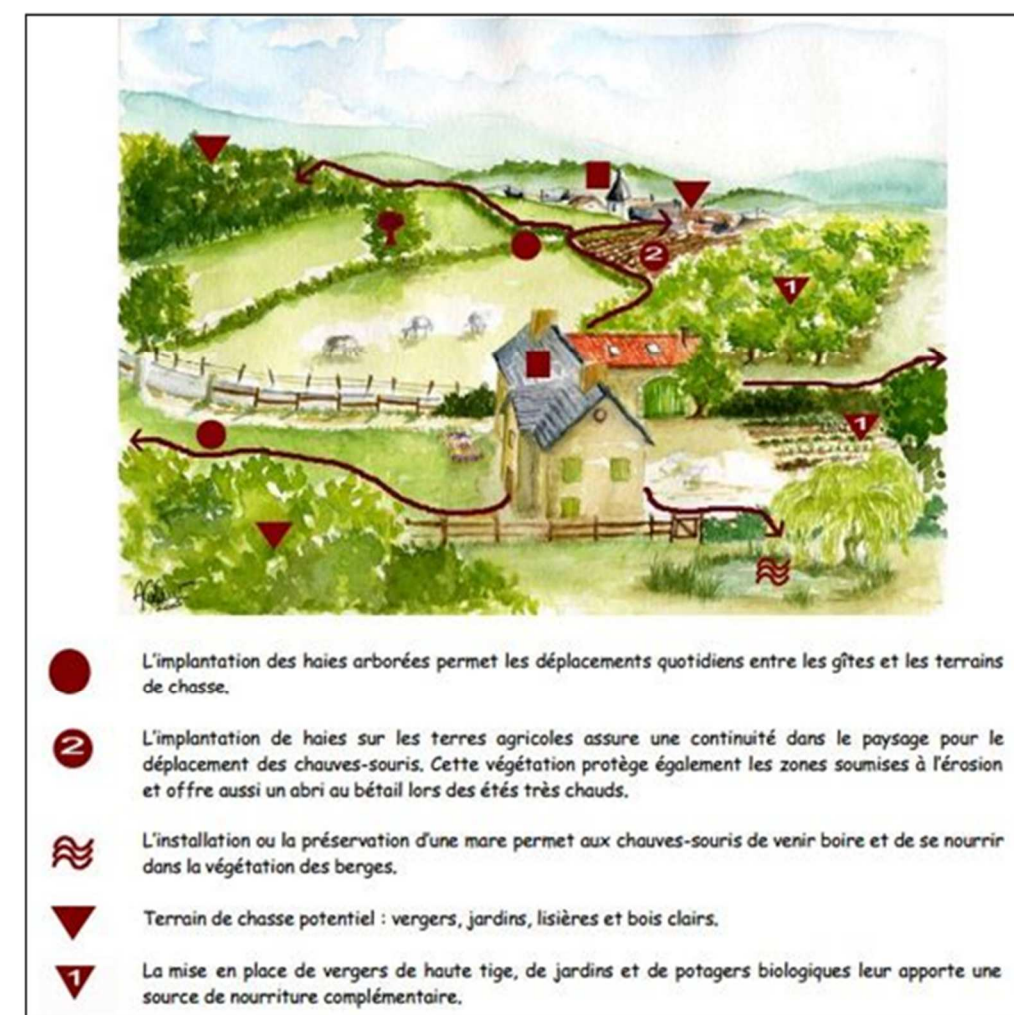 2
1
1
L'implantation des haies arborées permet les déplacements quotidiens entre les gîtes et les terrains
de chasse.
2
L'implantation de haies sur les terres agricoles assure une continuité dans le paysage pour le
déplacement des chauves-souris. Cette végétation protège également les zones soumises à l'érosion
et offre aussi un abri au bétail lors des étés très chauds.
L'installation ou la préservation d'une mare permet aux chauves-souris de venir boire et de se nourrir
dans la végétation des berges.
Terrain de chasse potentiel : vergers, jardins, lisières et bois clairs.
1
La mise en place de vergers de haute tige, de jardins et de potagers biologiques leur apporte une
source de nourriture complémentaire.